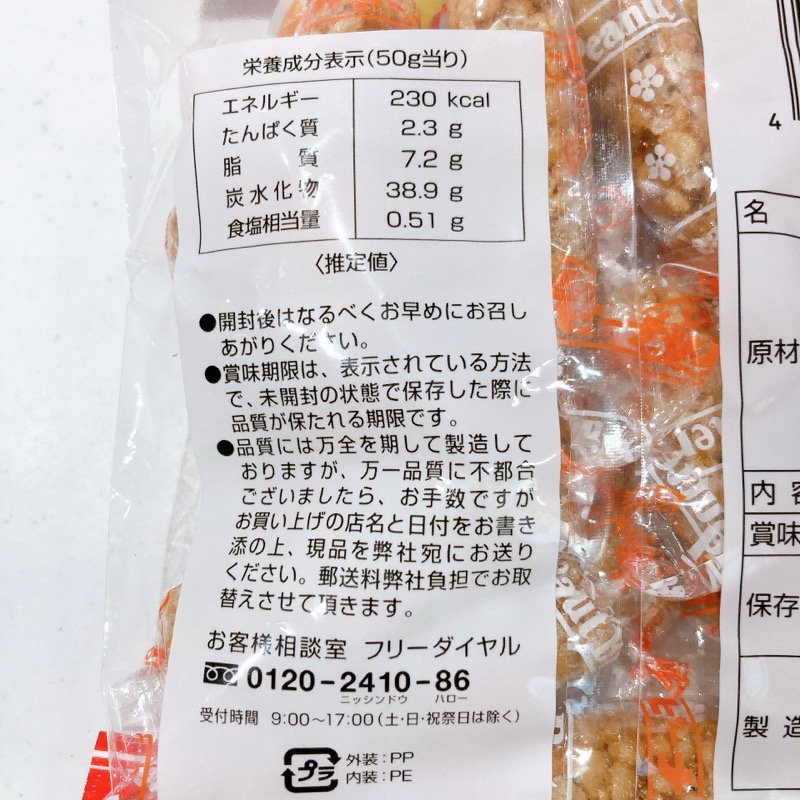 栄養成分表示(50g当り)
エネルギー 230 kcal
たんぱく質 2.3 g
脂 質 7.2 g
炭水化物 38.9 g
食塩相当量 0.51 g
〈推定値〉
●開封後はなるべくお早めにお召し
あがりください。
●賞味期限は、表示されている方法
で、未開封の状態で保存した際に
品質が保たれる期限です。
●品質には万全を期して製造して
おりますが、万一品質に不都合
ございましたら、お手数ですが
お買い上げの店名と日付をお書き
添の上、現品を弊社宛にお送り
ください。郵送料弊社負担でお取
替えさせて頂きます。
お客様相談室 フリーダイヤル
0120-2410-86
ニッシンドウ ハロー
受付時間 9:00〜17:00(土・日・祝祭日は除く)
プラ
外装:PP
内装:PE
Peanu
4
名
原材
内 容
賞味
保存
製 造